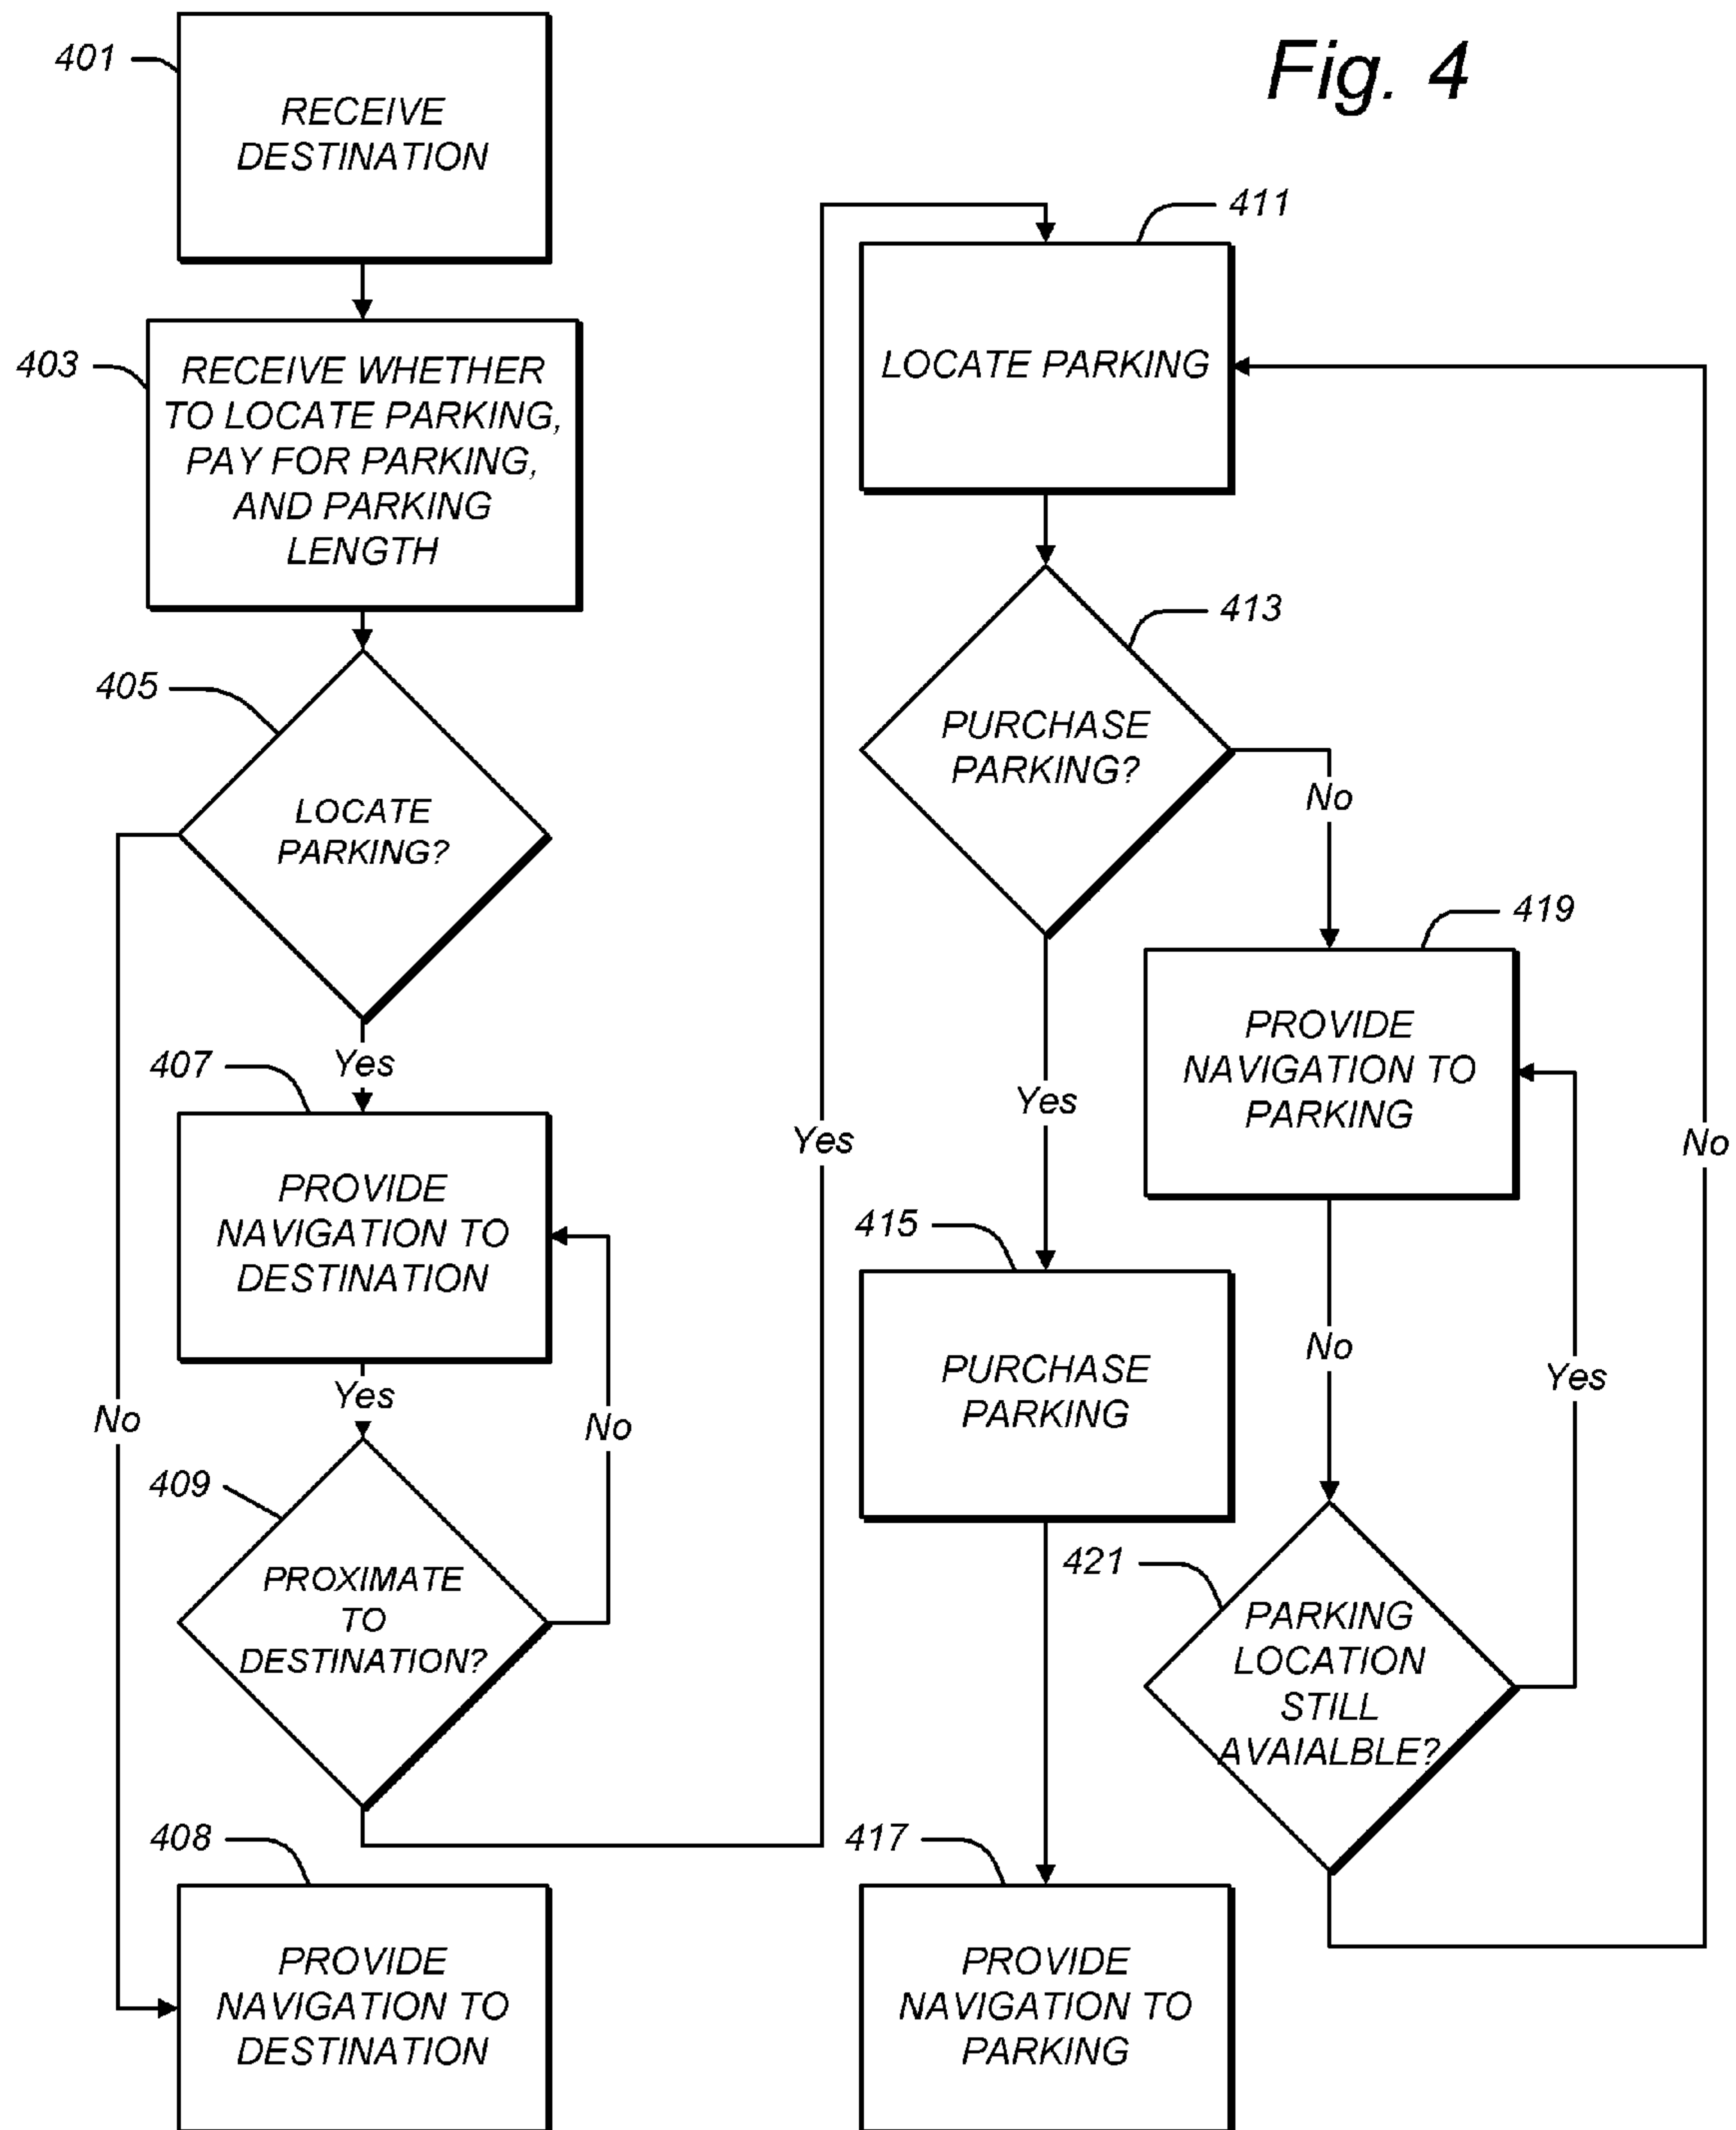 Fig. 4
401
RECEIVE
DESTINATION
403
RECEIVE WHETHER
TO LOCATE PARKING,
PAY FOR PARKING,
AND PARKING
LENGTH
405
LOCATE
PARKING?
Yes
No
407
PROVIDE
NAVIGATION TO
DESTINATION
Yes
No
409
PROXIMATE
TO
DESTINATION?
Yes
408
PROVIDE
NAVIGATION TO
DESTINATION
411
LOCATE PARKING
413
PURCHASE
PARKING?
No
Yes
415
PURCHASE
PARKING
417
PROVIDE
NAVIGATION TO
PARKING
419
PROVIDE
NAVIGATION TO
PARKING
No
Yes
421
PARKING
LOCATION
STILL
AVAIALBLE?
No